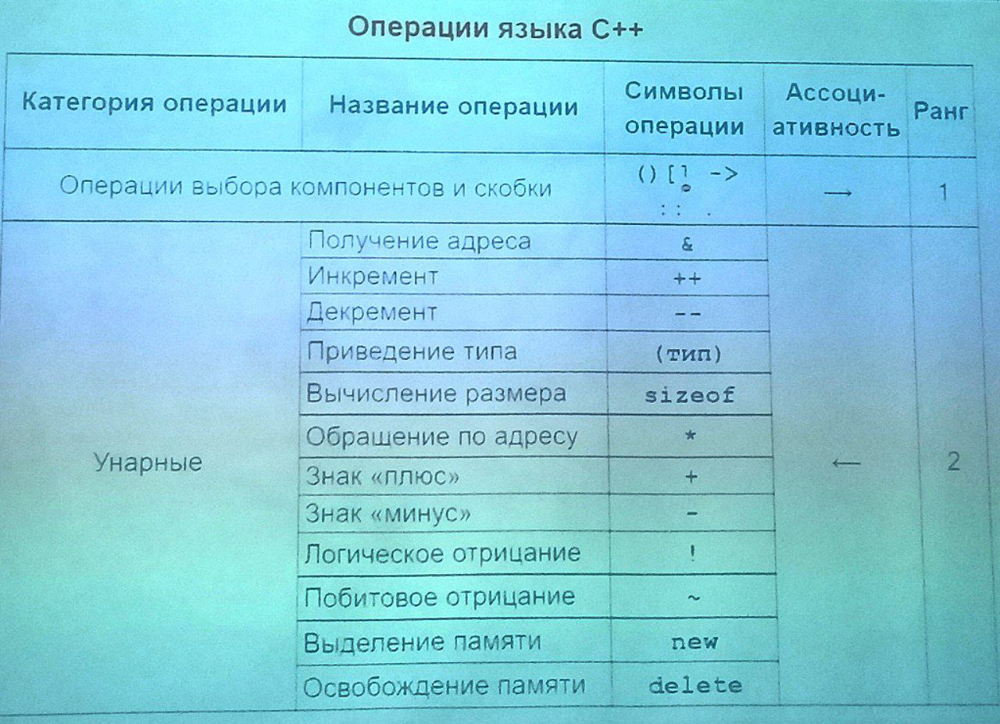 Операции языка C++
Категория операции Название операции Символы операции Ассоци-ативность Ранг
Операции выбора компонентов и скобки () [] -> :: . → 1
Унарные
Получение адреса &
Инкремент ++
Декремент --
Приведение типа (тип)
Вычисление размера sizeof
Обращение по адресу *
Знак «плюс» +
Знак «минус» -
Логическое отрицание !
Побитовое отрицание ~
Выделение памяти new
Освобождение памяти delete
← 2